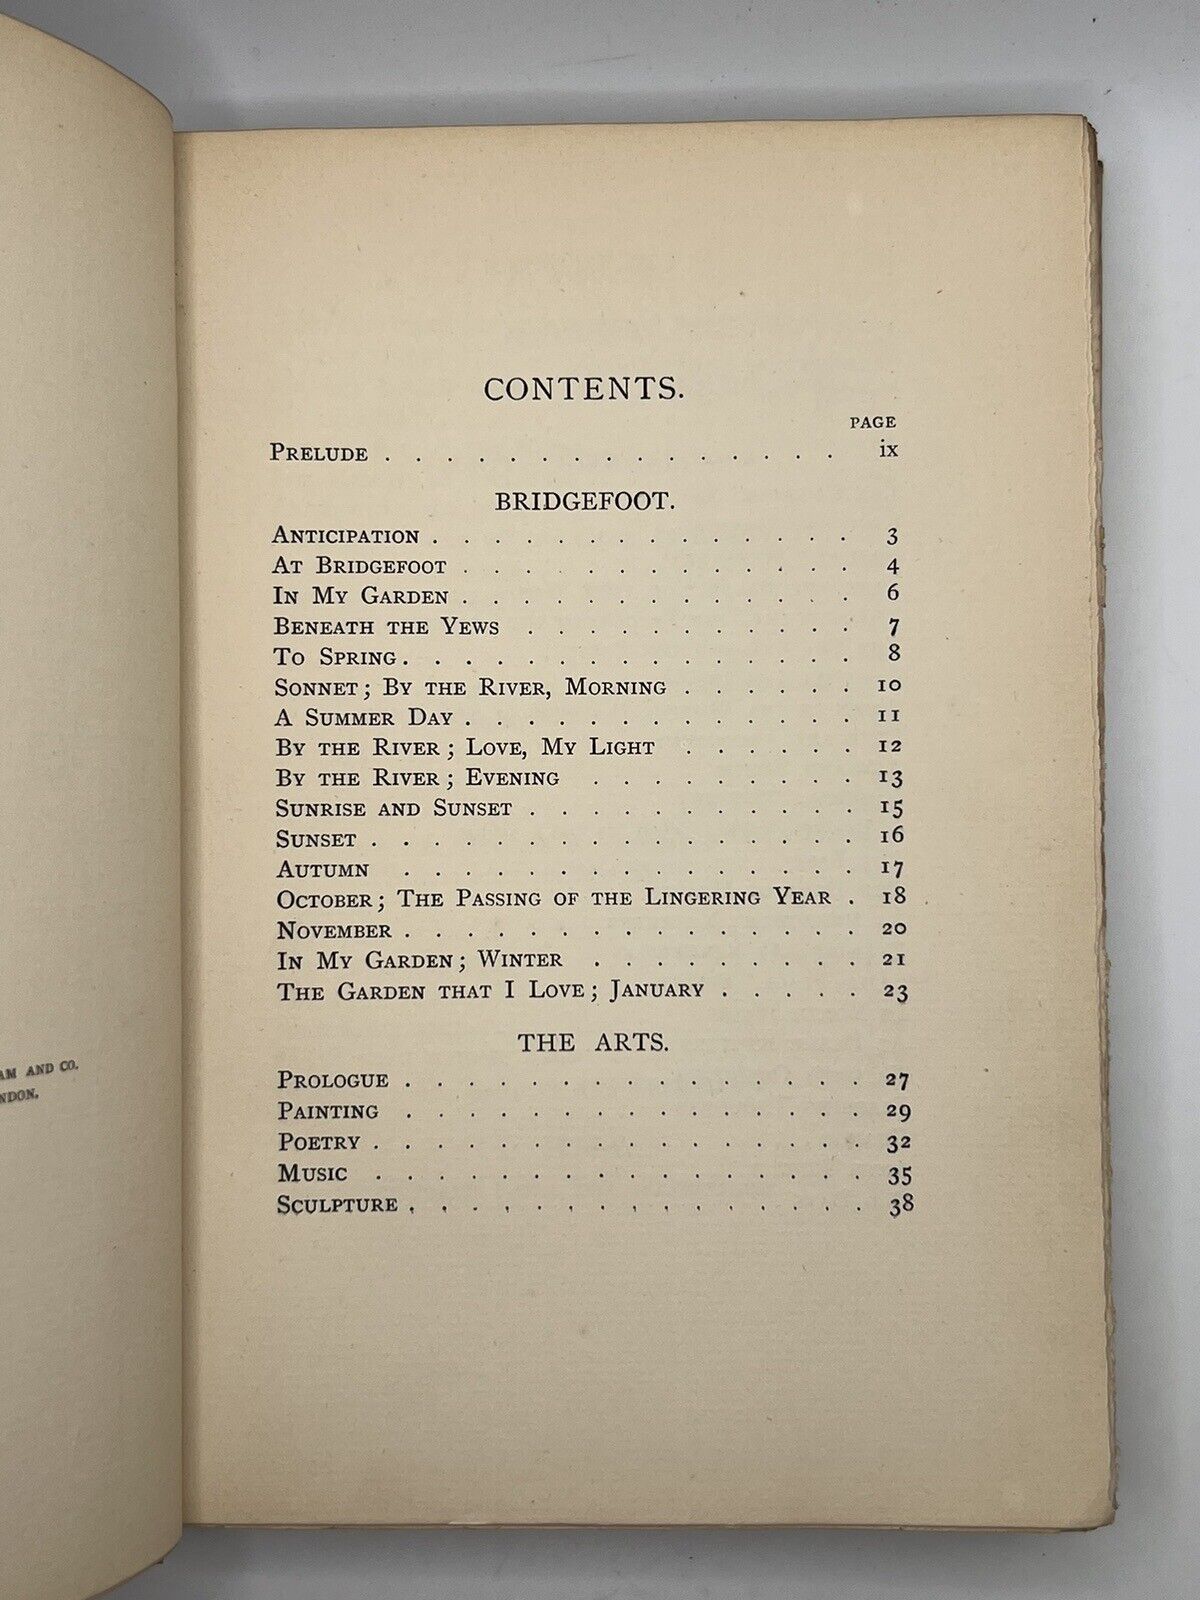 AND CO.
CONTENTS.
PAGE
PRELUDE . . . . . . . . . . . . . . . ix
BRIDGEFOOT.
ANTICIPATION . . . . . . . . . . . . . . 3
AT BRIDGEFOOT . . . . . . . . . . . . . 4
IN MY GARDEN . . . . . . . . . . . . . 6
BENEATH THE YEWS . . . . . . . . . . . 7
TO SPRING . . . . . . . . . . . . . . . 8
SONNET; BY THE RIVER, MORNING . . . . . . 10
A SUMMER DAY . . . . . . . . . . . . . 11
BY THE RIVER; LOVE, MY LIGHT . . . . . . 12
BY THE RIVER; EVENING . . . . . . . . . 13
SUNRISE AND SUNSET . . . . . . . . . . . 15
SUNSET . . . . . . . . . . . . . . . . 16
AUTUMN . . . . . . . . . . . . . . . 17
OCTOBER; THE PASSING OF THE LINGERING YEAR . 18
NOVEMBER . . . . . . . . . . . . . . . 20
IN MY GARDEN; WINTER . . . . . . . . . 21
THE GARDEN THAT I LOVE; JANUARY . . . . . 23
THE ARTS.
PROLOGUE . . . . . . . . . . . . . . . 27
PAINTING . . . . . . . . . . . . . . . 29
POETRY . . . . . . . . . . . . . . . . 32
MUSIC . . . . . . . . . . . . . . . . 35
SCULPTURE . . . . . . . . . . . . . . . 38